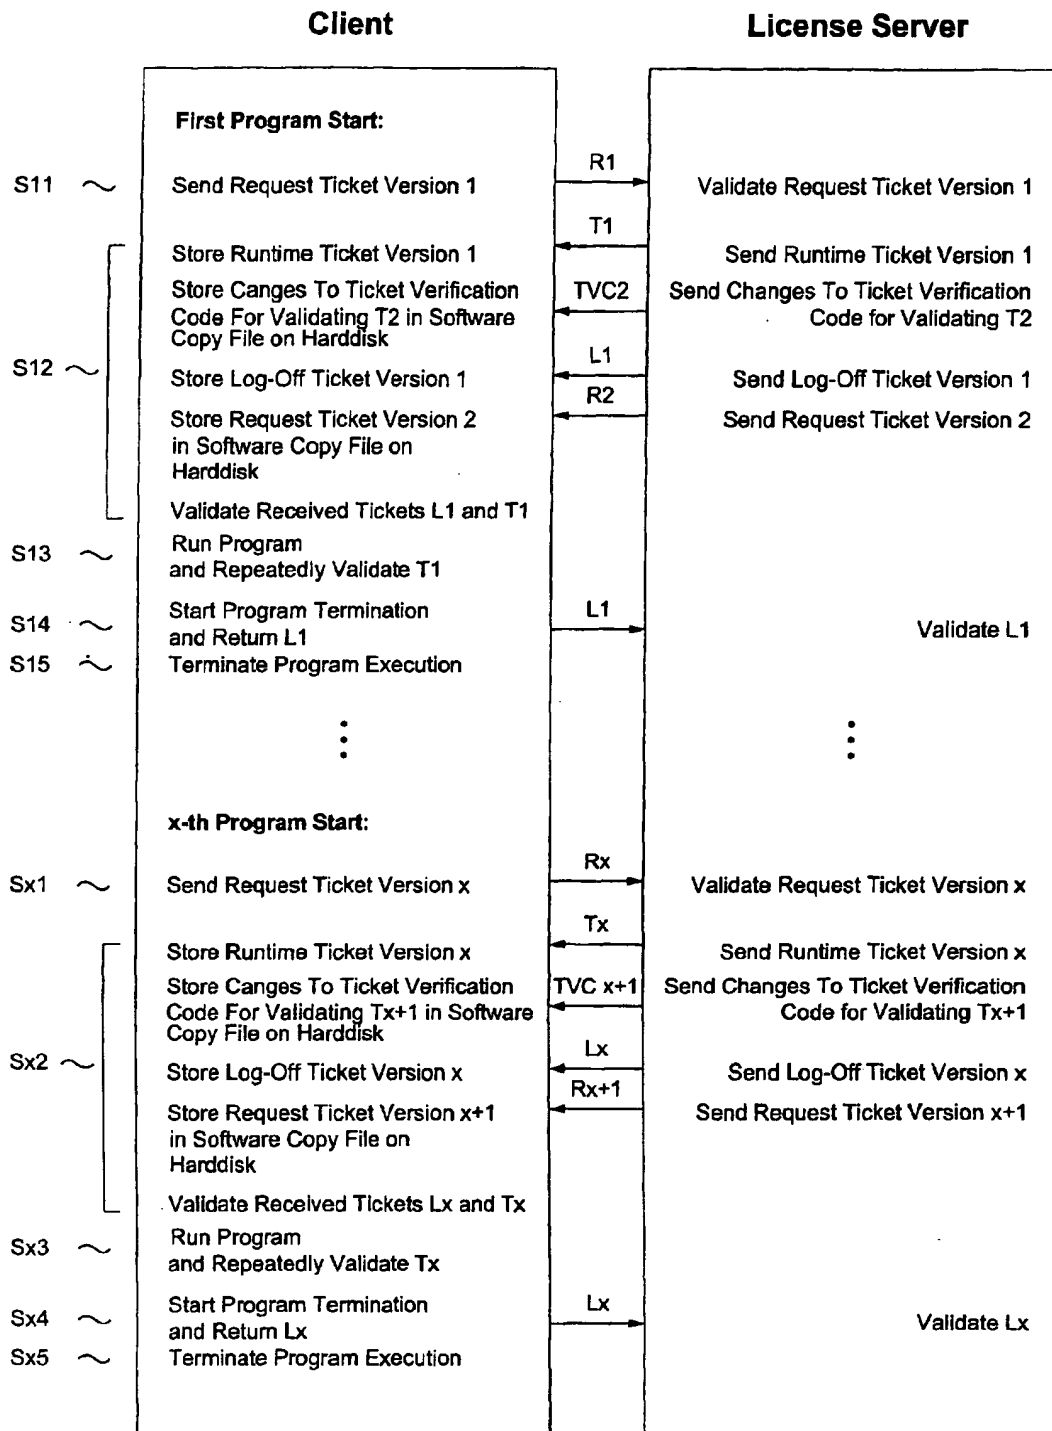 Client
License Server
First Program Start:
R1
S11
Send Request Ticket Version 1
Validate Request Ticket Version 1
T1
Store Runtime Ticket Version 1
Send Runtime Ticket Version 1
Store Canges To Ticket Verification
Code For Validating T2 in Software
Copy File on Harddisk
TVC2
Send Changes To Ticket Verification
Code for Validating T2
S12
L1
Store Log-Off Ticket Version 1
Send Log-Off Ticket Version 1
R2
Store Request Ticket Version 2
in Software Copy File on
Harddisk
Send Request Ticket Version 2
Validate Received Tickets L1 and T1
S13
Run Program
and Repeatedly Validate T1
S14
Start Program Termination
and Return L1
L1
Validate L1
S15
Terminate Program Execution
x-th Program Start:
Rx
Sx1
Send Request Ticket Version x
Validate Request Ticket Version x
Tx
Store Runtime Ticket Version x
Send Runtime Ticket Version x
Store Canges To Ticket Verification
Code For Validating Tx+1 in Software
Copy File on Harddisk
TVC x+1
Send Changes To Ticket Verification
Code for Validating Tx+1
Sx2
Lx
Store Log-Off Ticket Version x
Send Log-Off Ticket Version x
Rx+1
Store Request Ticket Version x+1
in Software Copy File on
Harddisk
Send Request Ticket Version x+1
Validate Received Tickets Lx and Tx
Sx3
Run Program
and Repeatedly Validate Tx
Sx4
Start Program Termination
and Return Lx
Lx
Validate Lx
Sx5
Terminate Program Execution